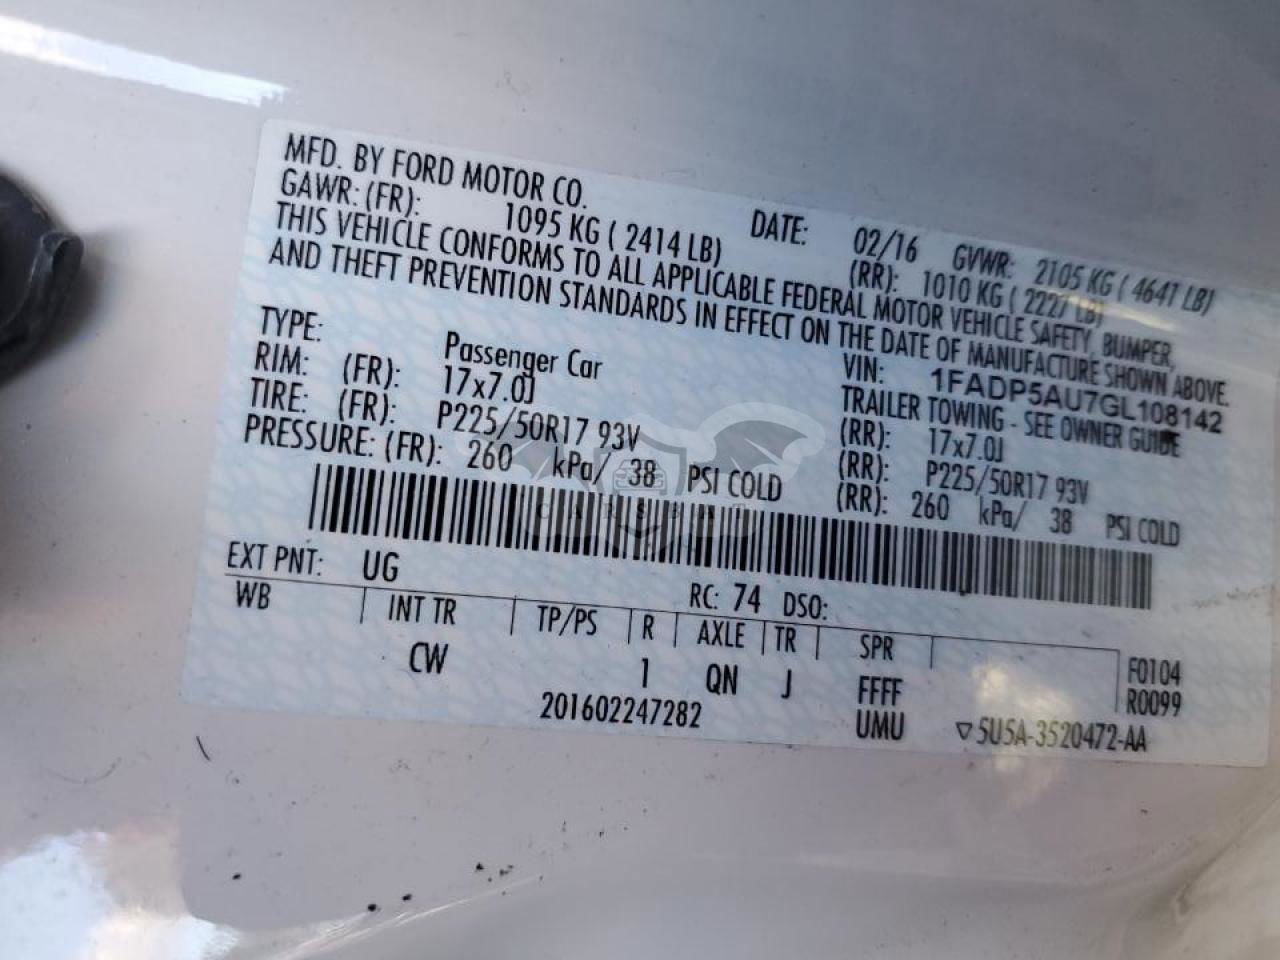 MFD. BY FORD MOTOR CO. DATE: 02/16 GVWR: 2105 KG ( 4641 LB)
GAWR: (FR): 1095 KG ( 2414 LB) (RR): 1010 KG ( 2227 LB)
THIS VEHICLE CONFORMS TO ALL APPLICABLE FEDERAL MOTOR VEHICLE SAFETY, BUMPER,
AND THEFT PREVENTION STANDARDS IN EFFECT ON THE DATE OF MANUFACTURE SHOWN ABOVE.
VIN: 1FADP5AU7GL108142
TYPE: Passenger Car TRAILER TOWING - SEE OWNER GUIDE
RIM: (FR): 17x7.0J (RR): 17x7.0J
TIRE: (FR): P225/50R17 93V (RR): P225/50R17 93V
PRESSURE: (FR): 260 kPa/ 38 PSI COLD (RR): 260 kPa/ 38 PSI COLD
CARSBAT
EXT PNT: UG RC: 74 DSO:
WB INT TR TP/PS R AXLE TR SPR F0104
CW 1 QN J FFFF R0099
201602247282 UMU ▽5U5A-3520472-AA